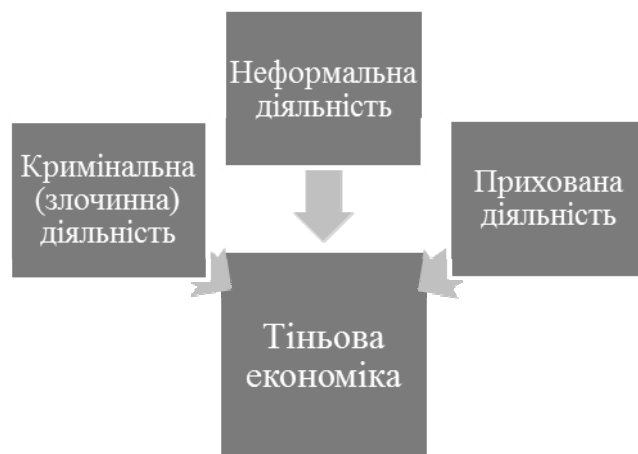 Неформальна
діяльність
Кримінальна
(злочинна)
діяльність
Прихована
діяльність
Тіньова
економіка